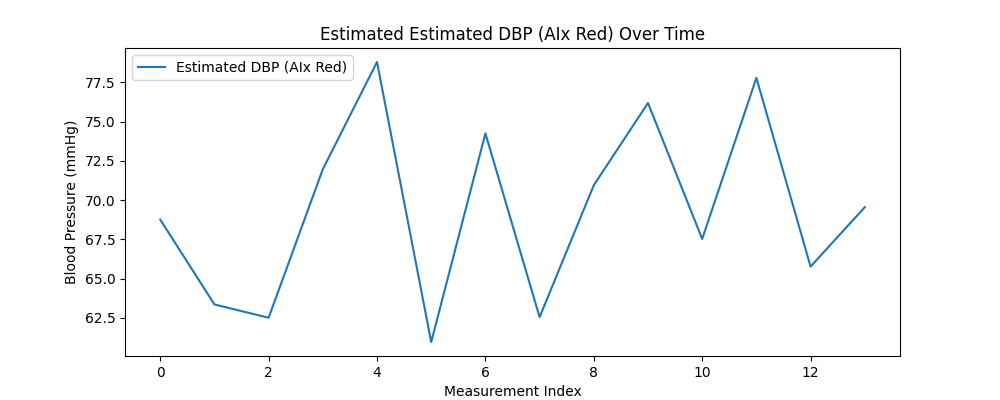 Estimated Estimated DBP (AIx Red) Over Time
Estimated DBP (AIx Red)
Blood Pressure (mmHg)
77.5
75.0
72.5
70.0
67.5
65.0
62.5
0 2 4 6 8 10 12
Measurement Index